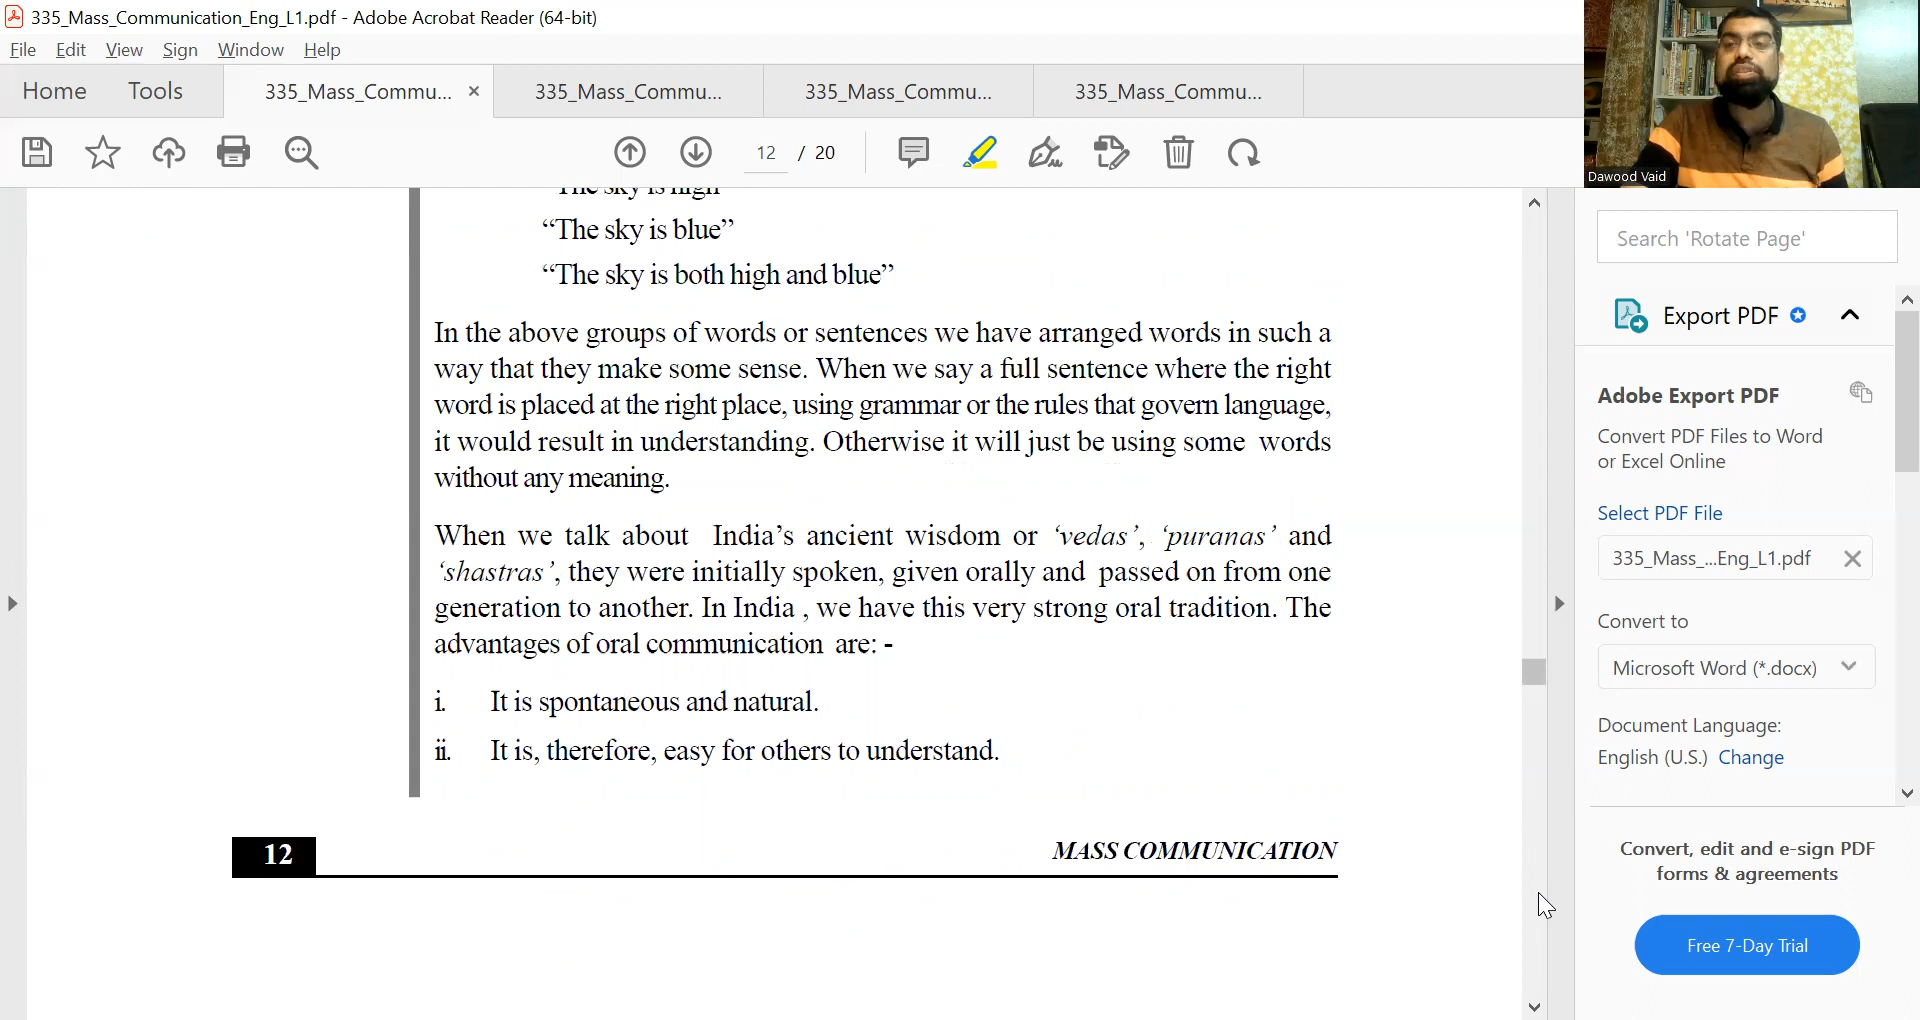 335_Mass_Communication_Eng_L1.pdf - Adobe Acrobat Reader (64-bit)
File Edit View Sign Window Help
Home Tools 335_Mass_Commu... × 335_Mass_Commu... 335_Mass_Commu... 335_Mass_Commu...
12 / 20
Dawood Vaid
The sky is high
“The sky is blue”
“The sky is both high and blue”
In the above groups of words or sentences we have arranged words in such a
way that they make some sense. When we say a full sentence where the right
word is placed at the right place, using grammar or the rules that govern language,
it would result in understanding. Otherwise it will just be using some words
without any meaning.
When we talk about India’s ancient wisdom or ‘vedas’, ‘puranas’ and
‘shastras’, they were initially spoken, given orally and passed on from one
generation to another. In India , we have this very strong oral tradition. The
advantages of oral communication are: -
i. It is spontaneous and natural.
ii. It is, therefore, easy for others to understand.
12 MASS COMMUNICATION
Search 'Rotate Page'
Export PDF
Adobe Export PDF
Convert PDF Files to Word
or Excel Online
Select PDF File
335_Mass_...Eng_L1.pdf
Convert to
Microsoft Word (*.docx)
Document Language:
English (U.S.) Change
Convert, edit and e-sign PDF
forms & agreements
Free 7-Day Trial